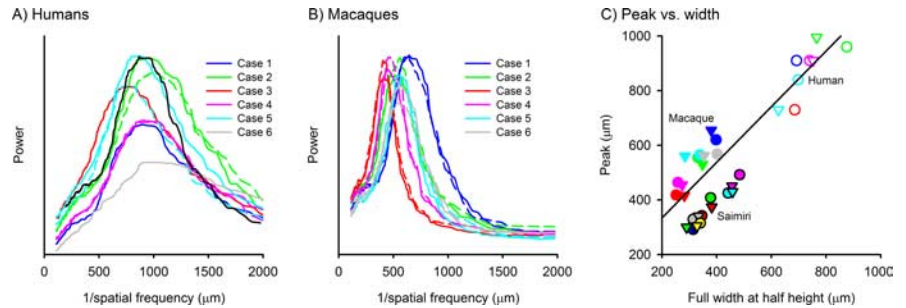 A) Humans
Power
Case 1
Case 2
Case 3
Case 4
Case 5
Case 6
0 500 1000 1500 2000
1/spatial frequency (μm)
B) Macaques
Power
Case 1
Case 2
Case 3
Case 4
Case 5
Case 6
0 500 1000 1500 2000
1/spatial frequency (μm)
C) Peak vs. width
Peak (μm)
1000
800
600
400
200
Human
Macaque
Saimiri
200 400 600 800
Full width at half height (μm)